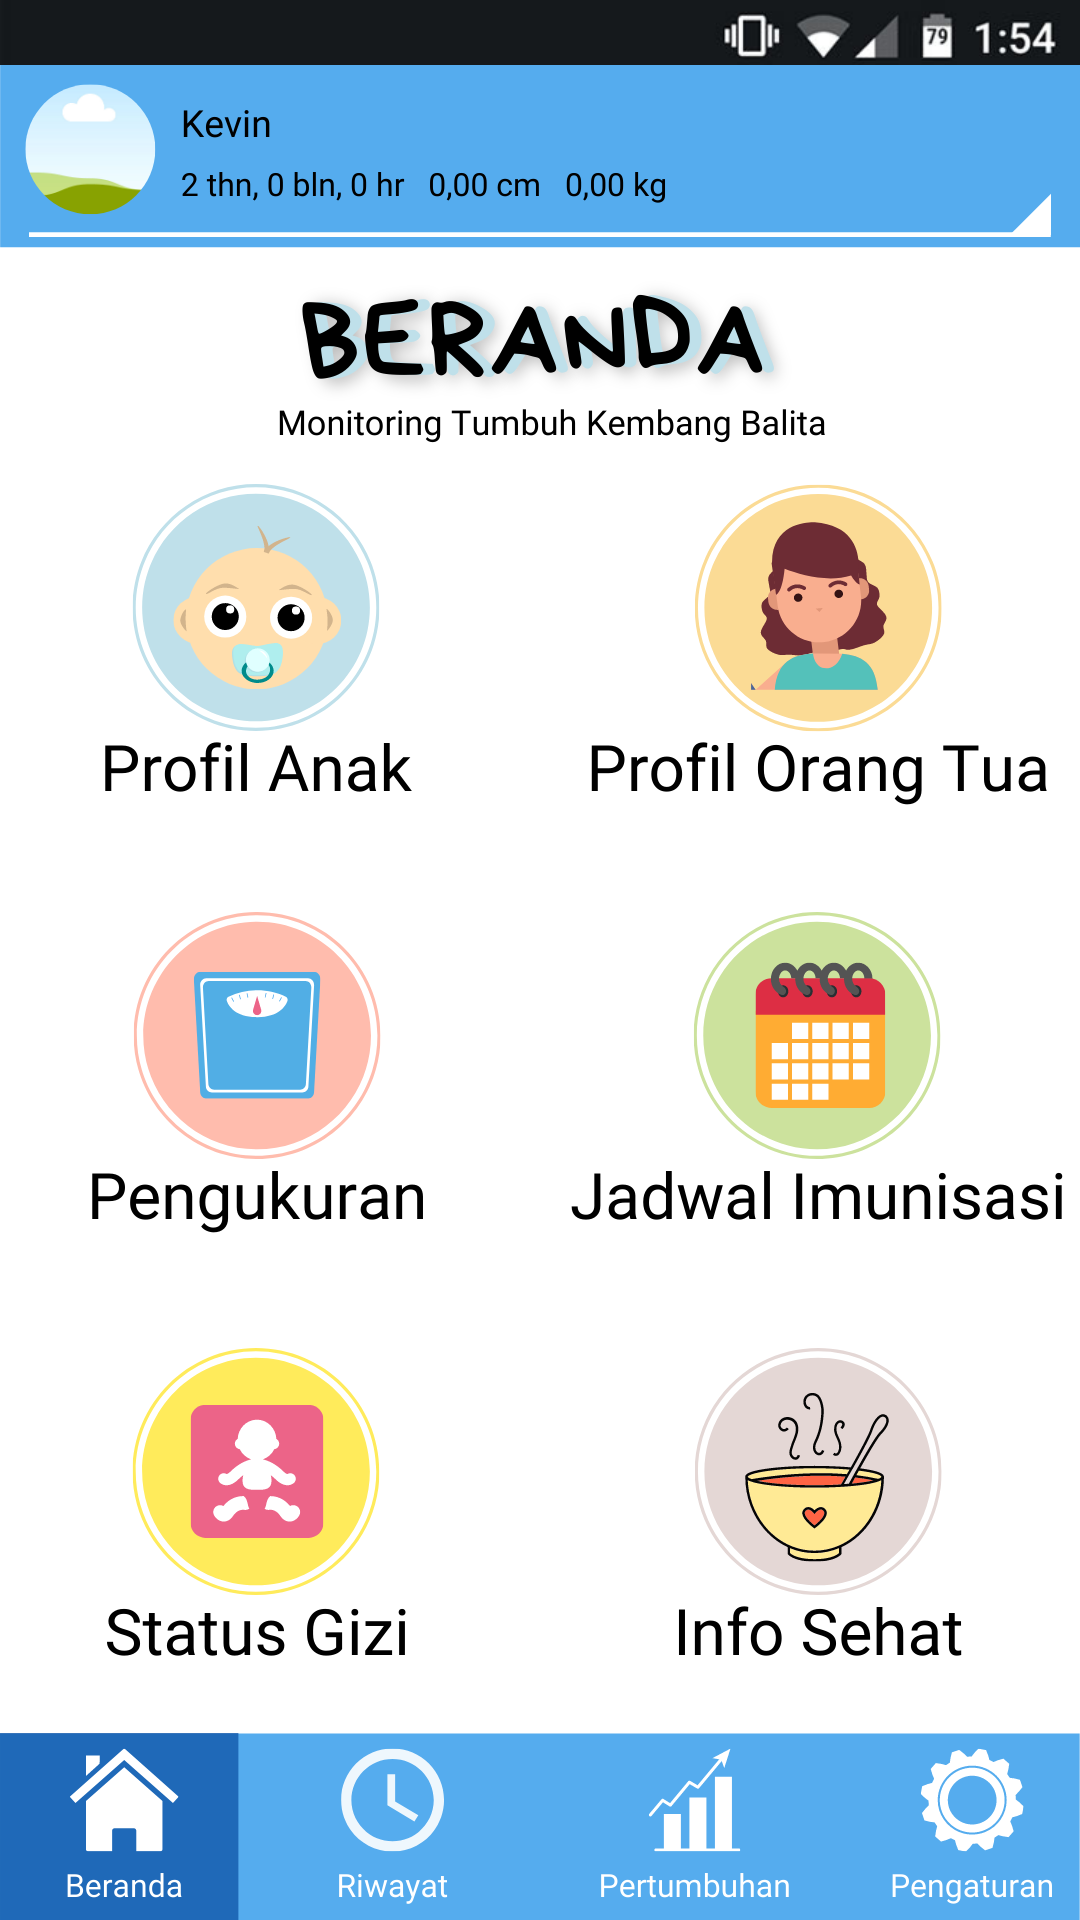 79 1:54
Kevin
2 thn, 0 bln, 0 hr 0,00 cm 0,00 kg
BERANDA
Monitoring Tumbuh Kembang Balita
Profil Anak
Profil Orang Tua
Pengukuran
Jadwal Imunisasi
Status Gizi
Info Sehat
Beranda
Riwayat
Pertumbuhan
Pengaturan